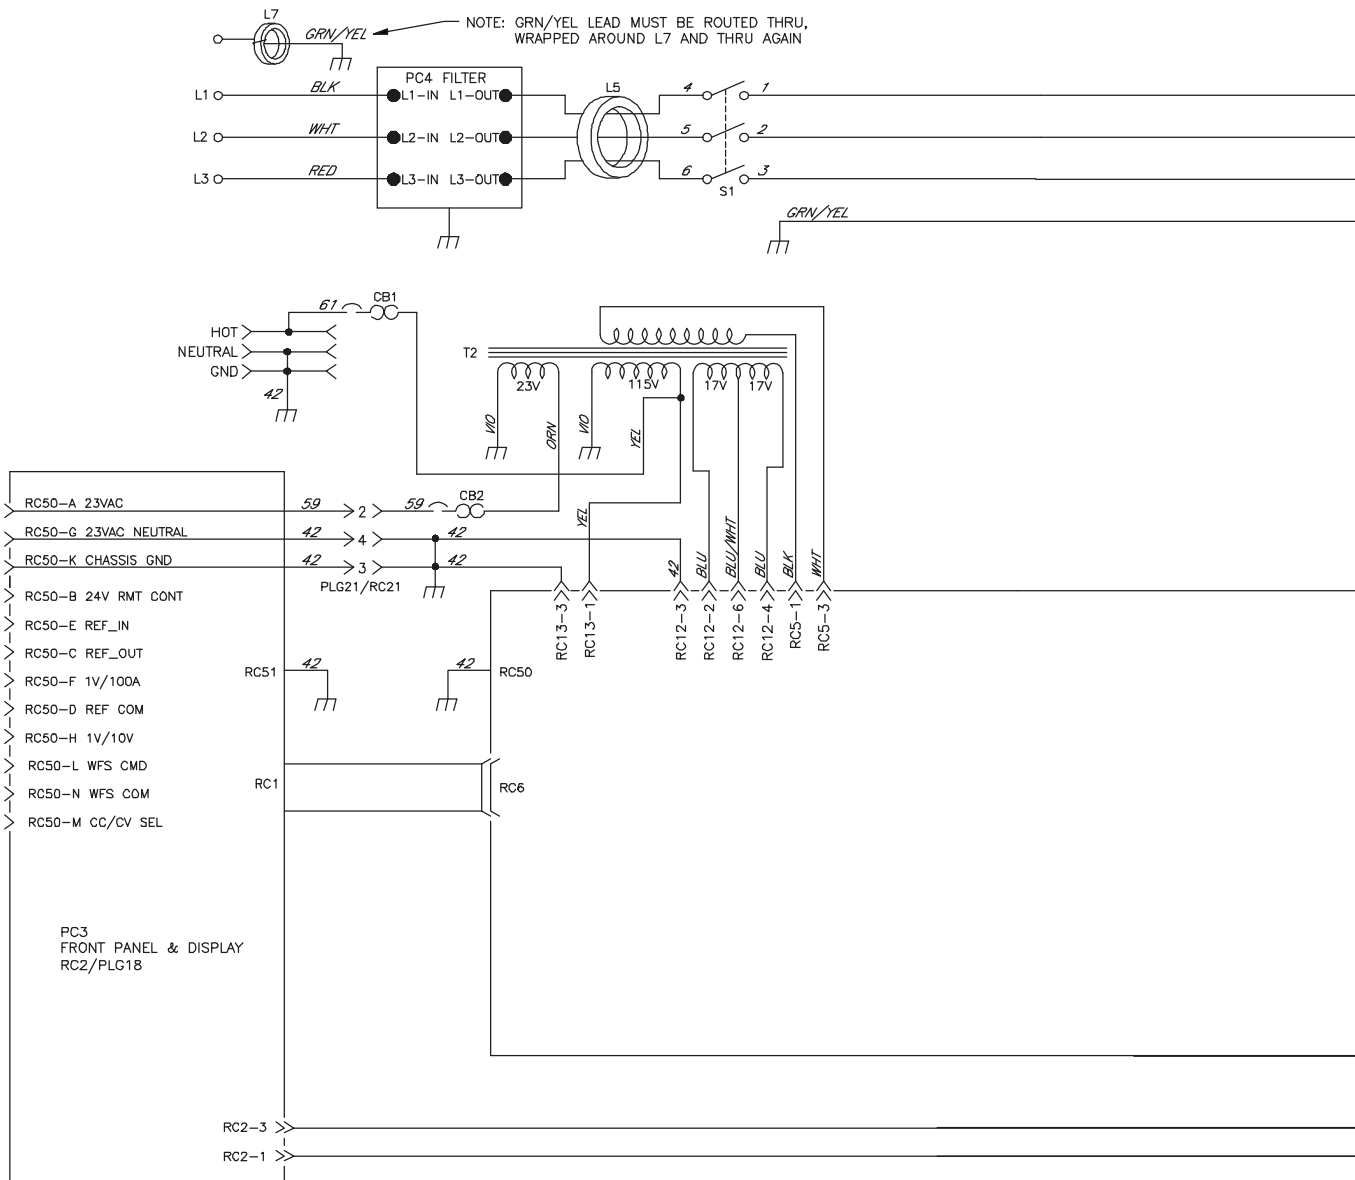 L7
GRN/YEL
NOTE: GRN/YEL LEAD MUST BE ROUTED THRU,
WRAPPED AROUND L7 AND THRU AGAIN
PC4 FILTER
L5
L1 BLK L1-IN L1-OUT 4 1
L2 WHT L2-IN L2-OUT 5 2
L3 RED L3-IN L3-OUT 6 3
S1
GRN/YEL
61 CB1
HOT
NEUTRAL
GND
42
T2
23V 115V 17V 17V
VIO ORN VIO YEL
RC50-A 23VAC 59 2 59 CB2
RC50-G 23VAC NEUTRAL 42 4 42
RC50-K CHASSIS GND 42 3 42
PLG21/RC21
YEL 42 BLU BLU/WHT BLU BLK WHT
RC13-3 RC13-1 RC12-3 RC12-2 RC12-6 RC12-4 RC5-1 RC5-3
RC50-B 24V RMT CONT
RC50-E REF_IN
RC50-C REF_OUT
RC51 42 42 RC50
RC50-F 1V/100A
RC50-D REF COM
RC50-H 1V/10V
RC50-L WFS CMD
RC1 RC6
RC50-N WFS COM
RC50-M CC/CV SEL
PC3
FRONT PANEL & DISPLAY
RC2/PLG18
RC2-3
RC2-1